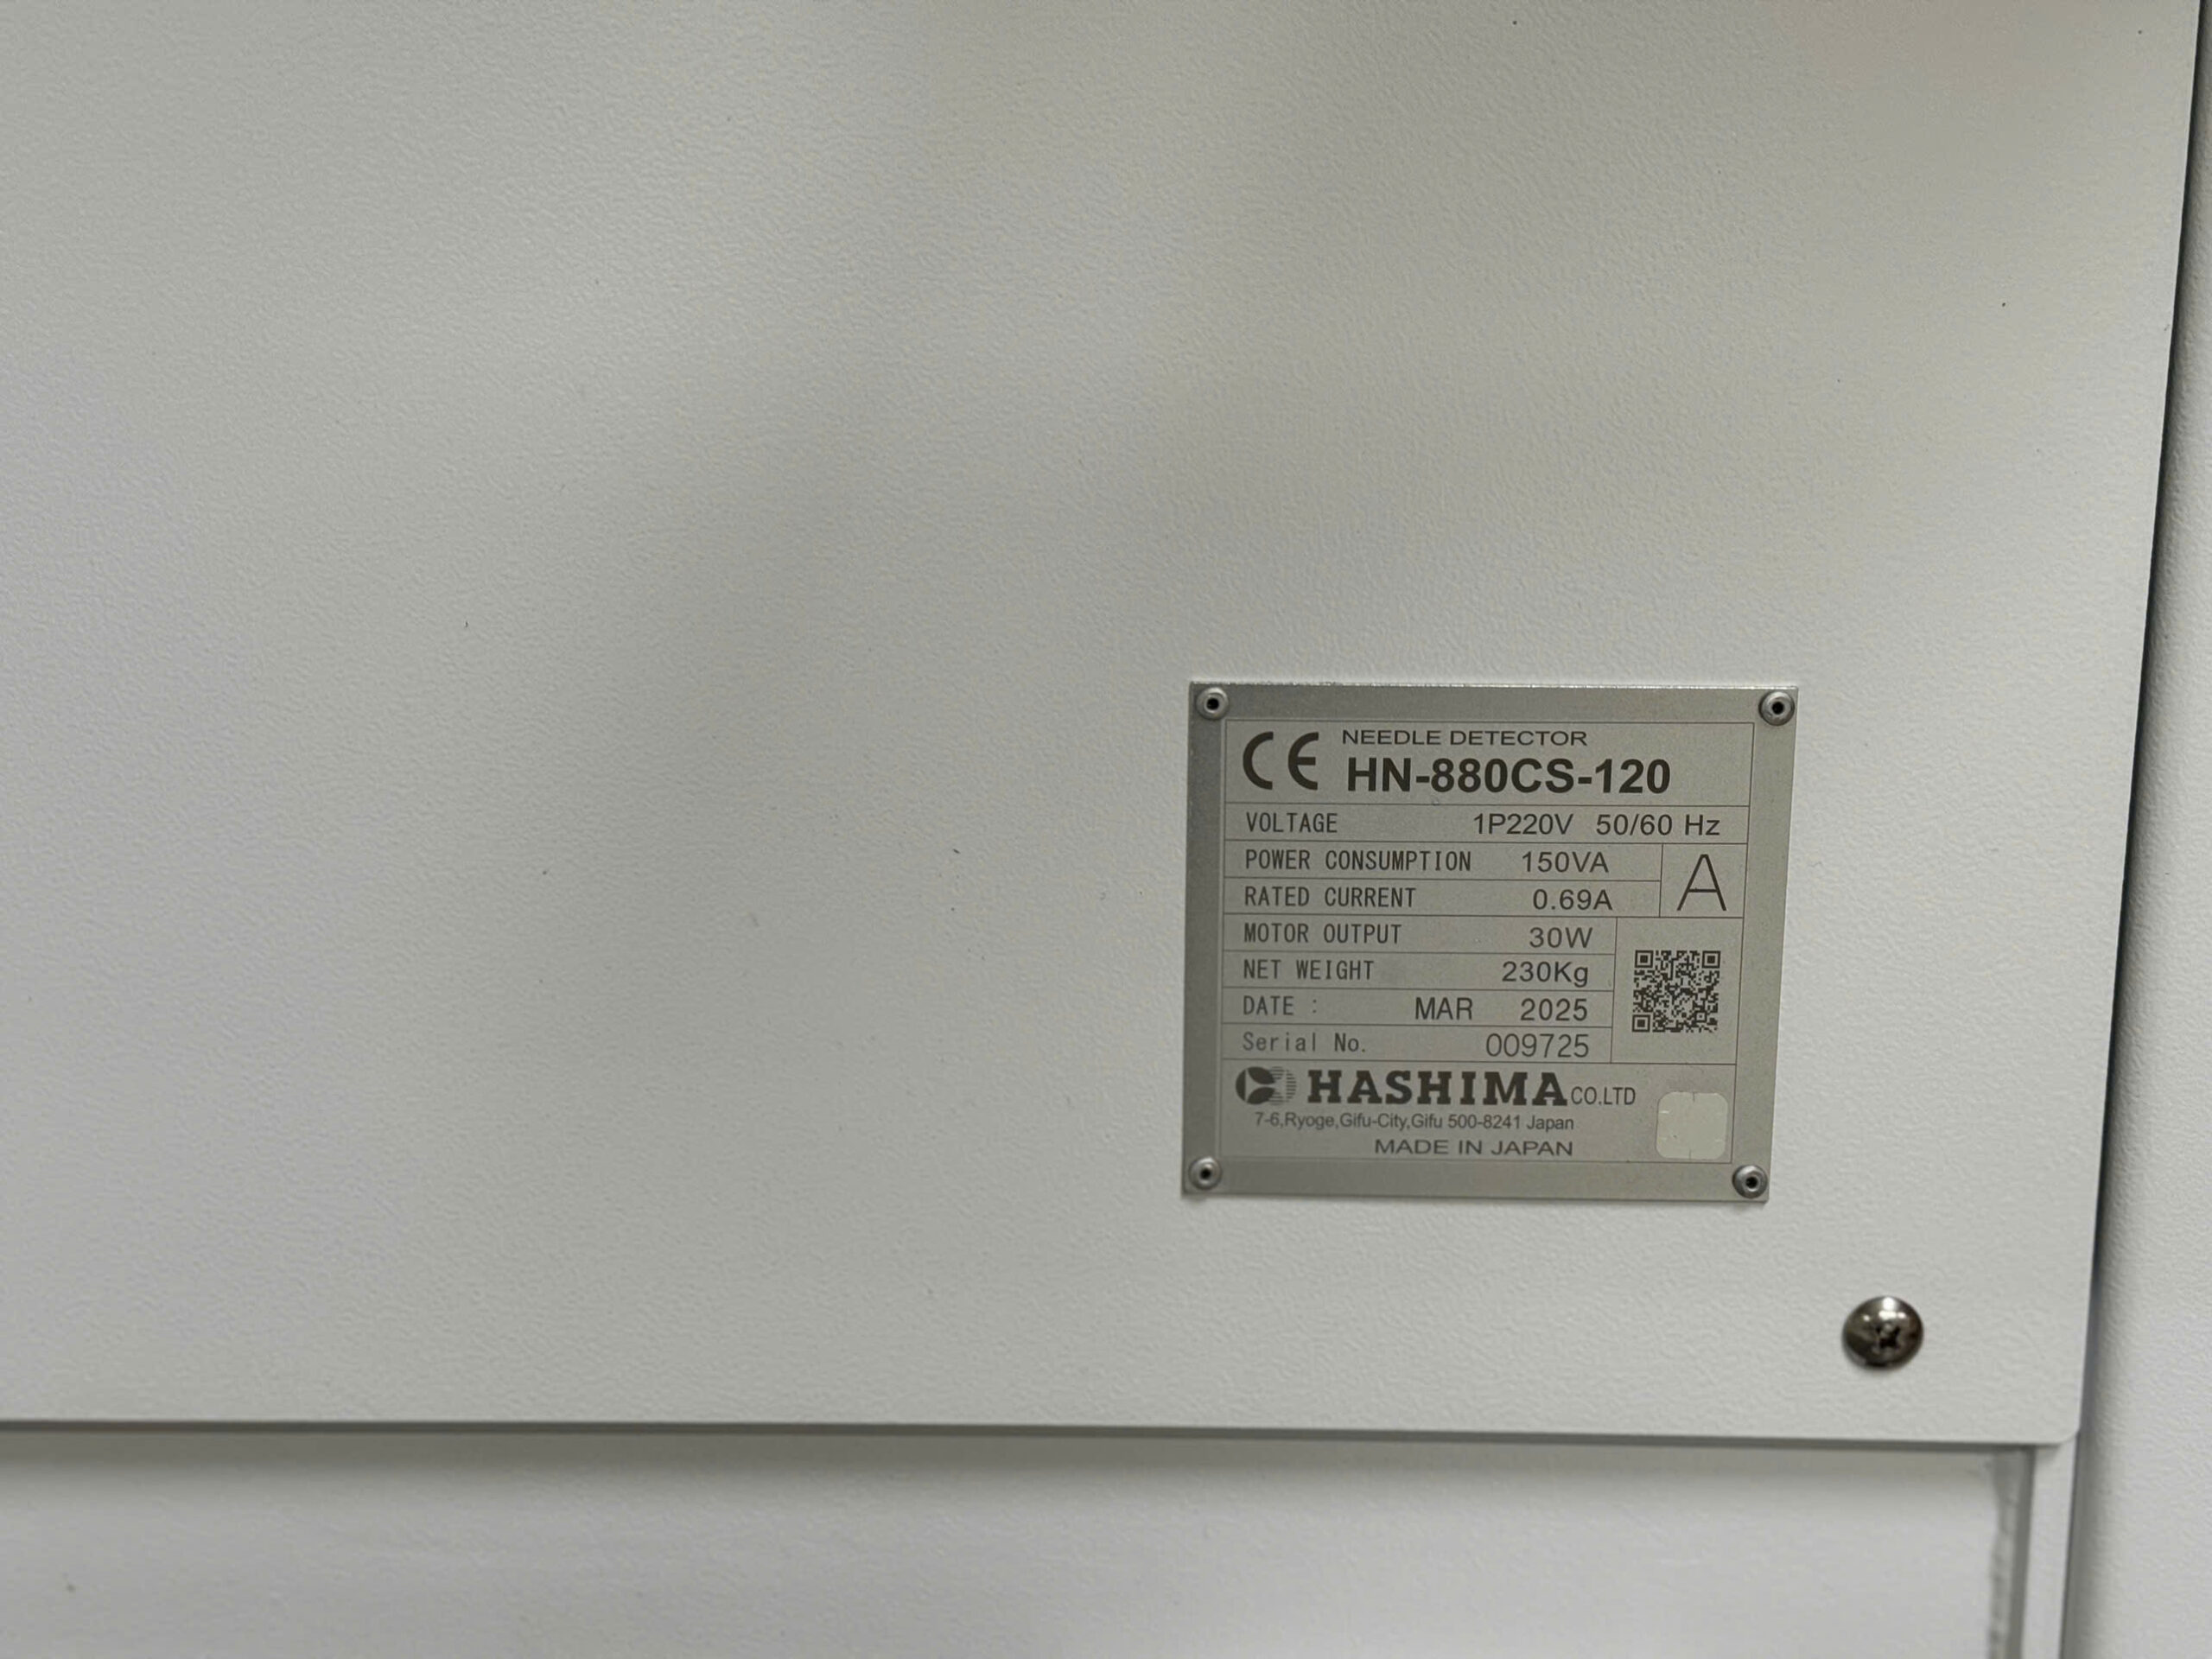 CE NEEDLE DETECTOR
HN-880CS-120
VOLTAGE 1P220V 50/60 Hz
POWER CONSUMPTION 150VA
A
RATED CURRENT 0.69A
MOTOR OUTPUT 30W
NET WEIGHT 230Kg
DATE : MAR 2025
Serial No. 009725
HASHIMA CO.LTD
7-6,Ryoge,Gifu-City,Gifu 500-8241 Japan
MADE IN JAPAN